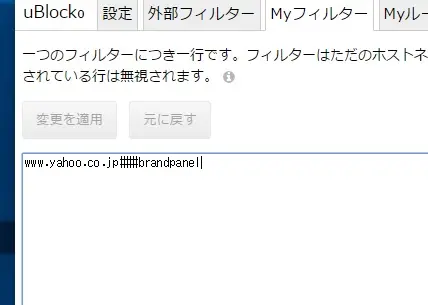 uBlock₀ 設定 外部フィルター Myフィルター Myルー
一つのフィルターにつき一行です。フィルターはただのホストネ
されている行は無視されます。
変更を適用 元に戻す
www.yahoo.co.jp###brandpanel